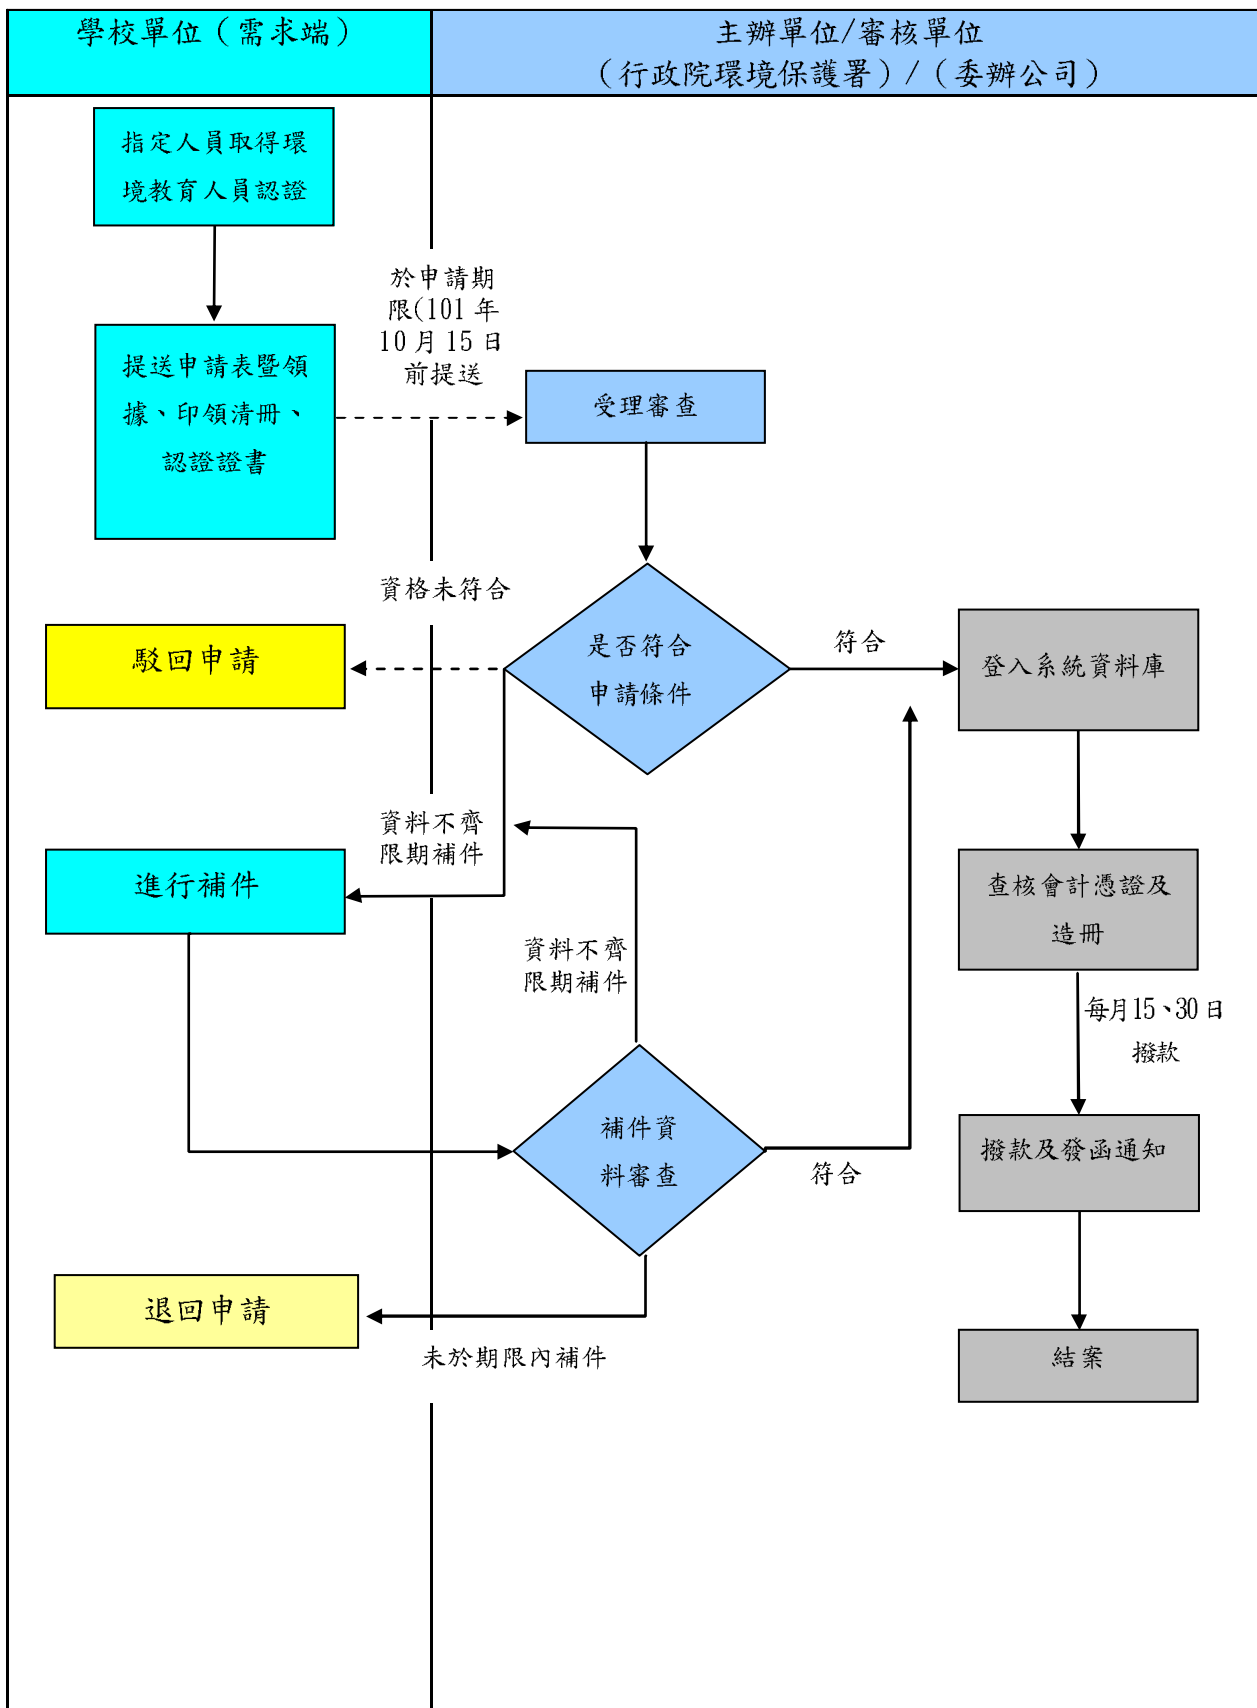 學校單位（需求端）
主辦單位/審核單位
（行政院環境保護署）/（委辦公司）
指定人員取得環
境教育人員認證
於申請期
限(101 年
10 月 15 日
前提送
提送申請表暨領
據、印領清冊、
認證證書
受理審查
資格未符合
駁回申請
是否符合
申請條件
符合
登入系統資料庫
資料不齊
限期補件
進行補件
資料不齊
限期補件
查核會計憑證及
造冊
每月15、30 日
撥款
補件資
料審查
符合
撥款及發函通知
退回申請
未於期限內補件
結案